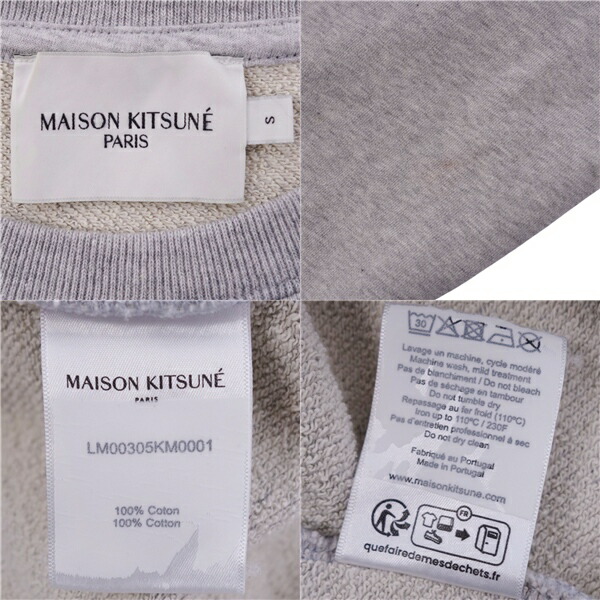 MAISON KITSUNÉ
PARIS
S
MAISON KITSUNÉ
PARIS
LM00305KM0001
100% Coton
100% Cotton
30
Lavage un machine, cycle modéré
Machine wash, mild treatment
Pas de blanchiment / Do not bleach
Pas de séchage en tambour
Do not tumble dry
Repassage au fer froid (110°C)
Iron up to 110°C / 230F
Pas d'entretien professionnel à sec
Do not dry clean
Fabriqué au Portugal
Made in Portugal
www.maisonkitsune.com
FR
quefairedemesdechets.fr